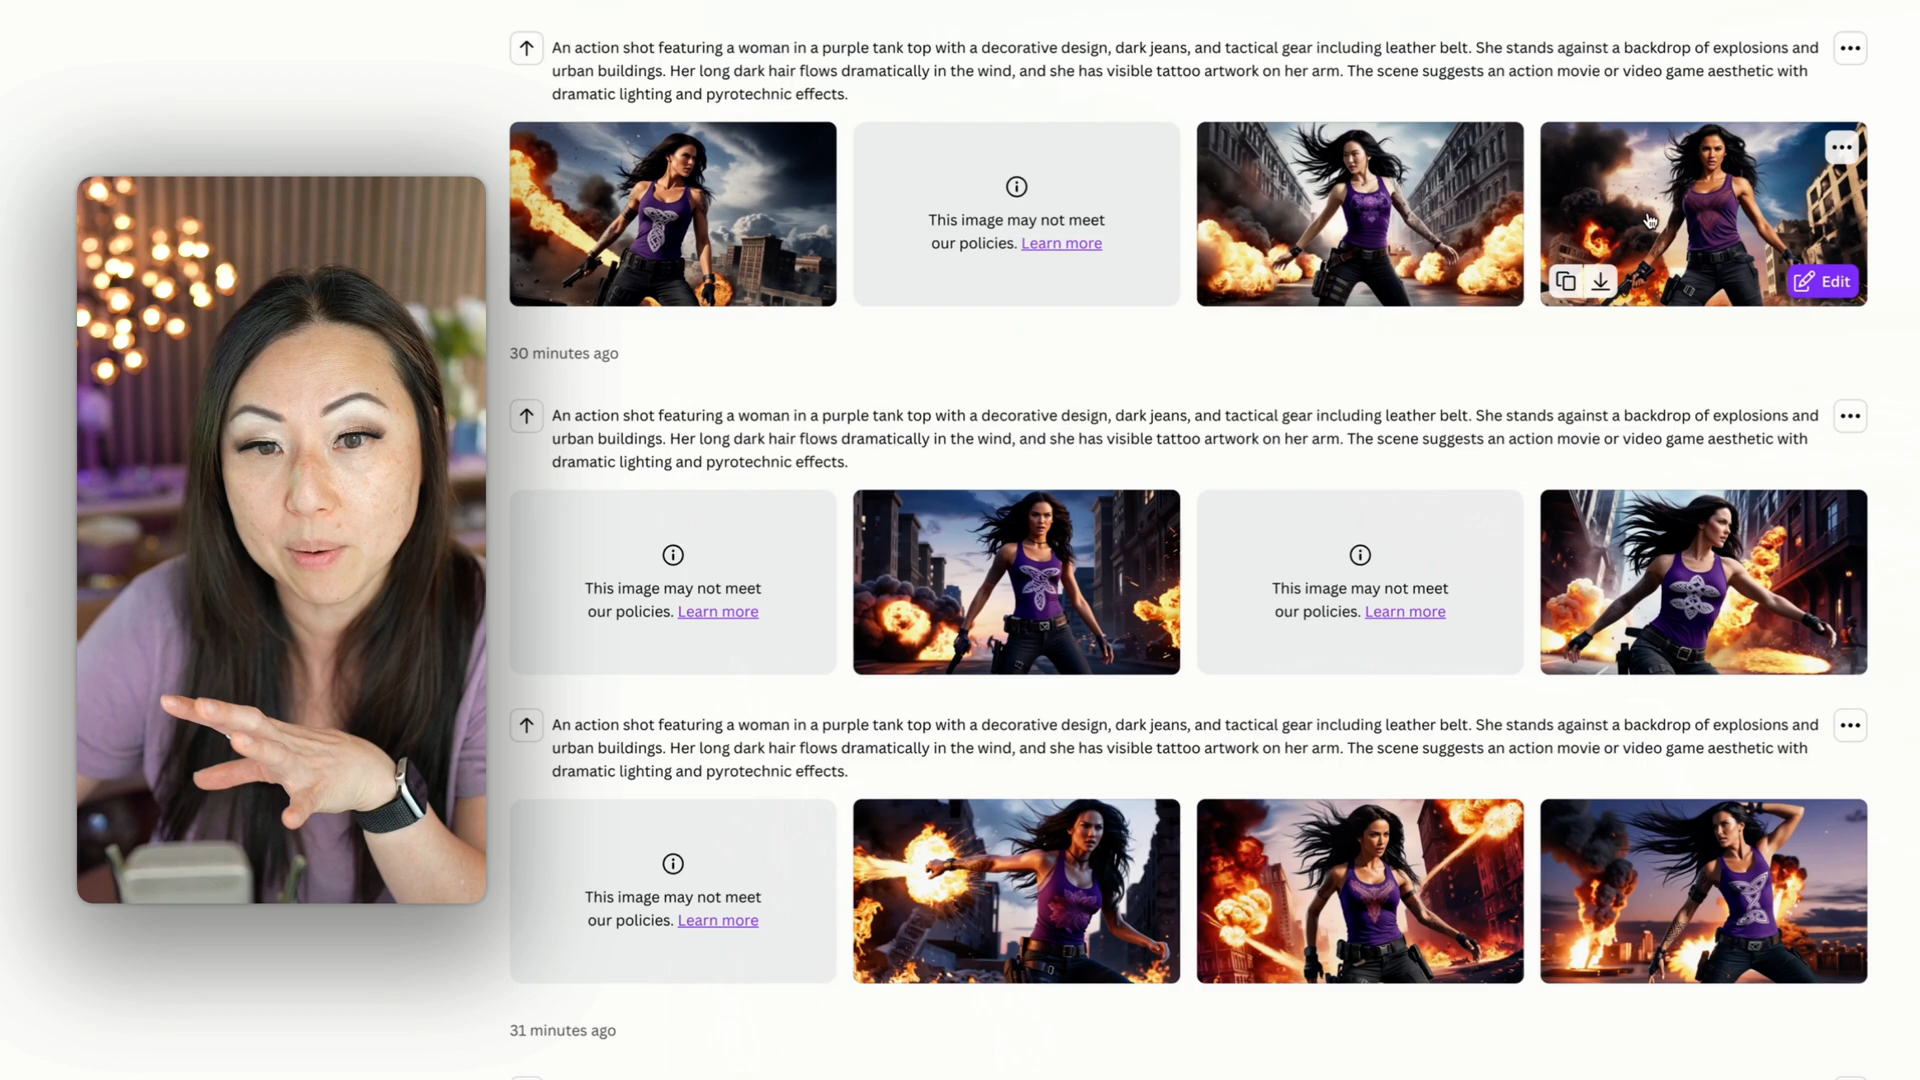 An action shot featuring a woman in a purple tank top with a decorative design, dark jeans, and tactical gear including leather belt. She stands against a backdrop of explosions and
urban buildings. Her long dark hair flows dramatically in the wind, and she has visible tattoo artwork on her arm. The scene suggests an action movie or video game aesthetic with
dramatic lighting and pyrotechnic effects.
This image may not meet
our policies. Learn more
Edit
30 minutes ago
An action shot featuring a woman in a purple tank top with a decorative design, dark jeans, and tactical gear including leather belt. She stands against a backdrop of explosions and
urban buildings. Her long dark hair flows dramatically in the wind, and she has visible tattoo artwork on her arm. The scene suggests an action movie or video game aesthetic with
dramatic lighting and pyrotechnic effects.
This image may not meet
our policies. Learn more
This image may not meet
our policies. Learn more
An action shot featuring a woman in a purple tank top with a decorative design, dark jeans, and tactical gear including leather belt. She stands against a backdrop of explosions and
urban buildings. Her long dark hair flows dramatically in the wind, and she has visible tattoo artwork on her arm. The scene suggests an action movie or video game aesthetic with
dramatic lighting and pyrotechnic effects.
This image may not meet
our policies. Learn more
31 minutes ago